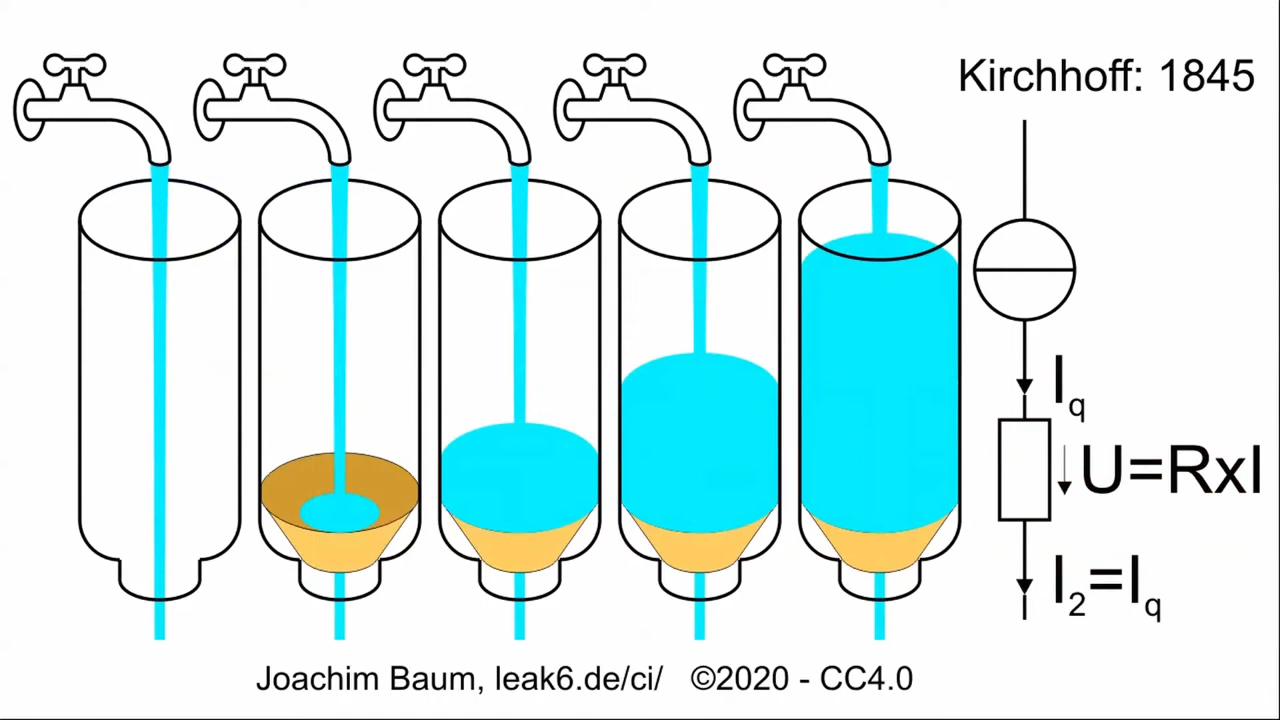 Kirchhoff: 1845
Iq
U=RxI
I2=Iq
Joachim Baum, leak6.de/ci/ ©2020 - CC4.0